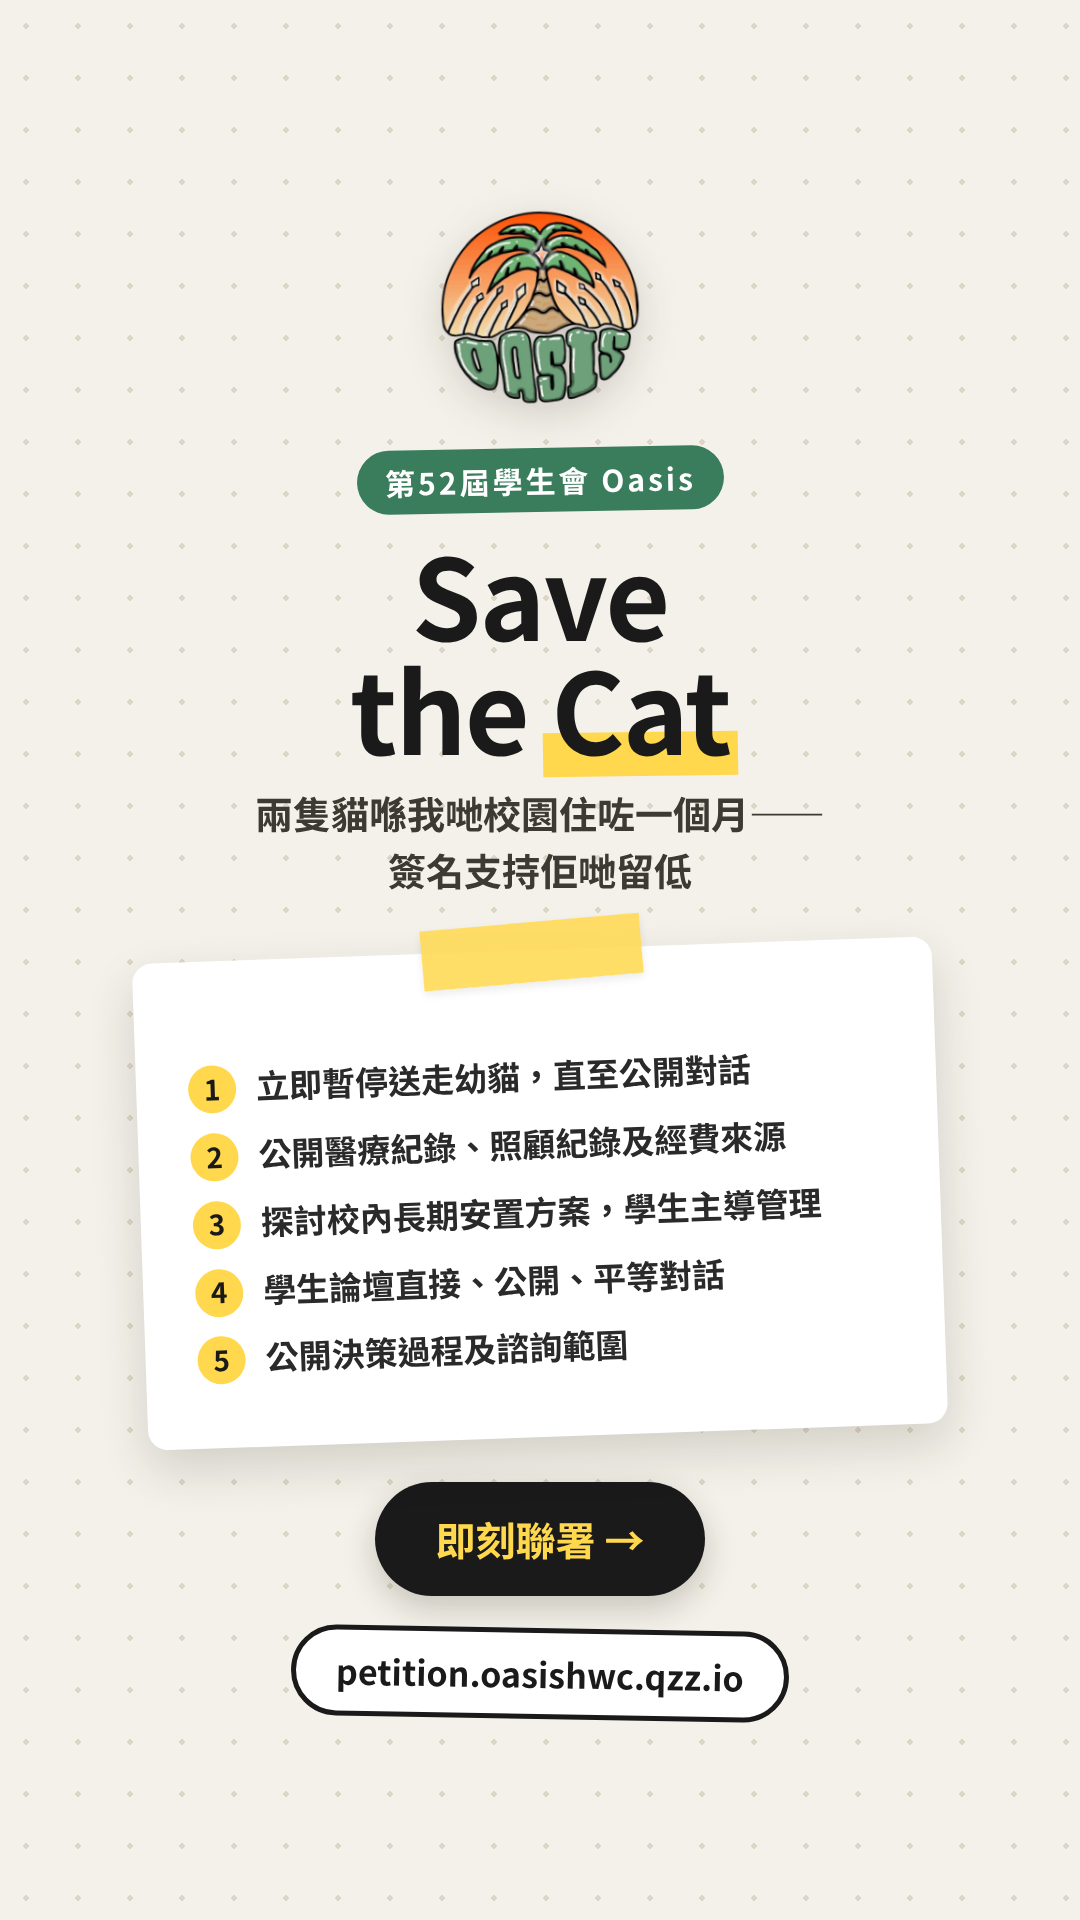 OASIS
第52屆學生會 Oasis
Save
the Cat
兩隻貓喺我哋校園住咗一個月——
簽名支持佢哋留低
1 立即暫停送走幼貓，直至公開對話
2 公開醫療紀錄、照顧紀錄及經費來源
3 探討校內長期安置方案，學生主導管理
4 學生論壇直接、公開、平等對話
5 公開決策過程及諮詢範圍
即刻聯署 →
petition.oasishwc.qzz.io